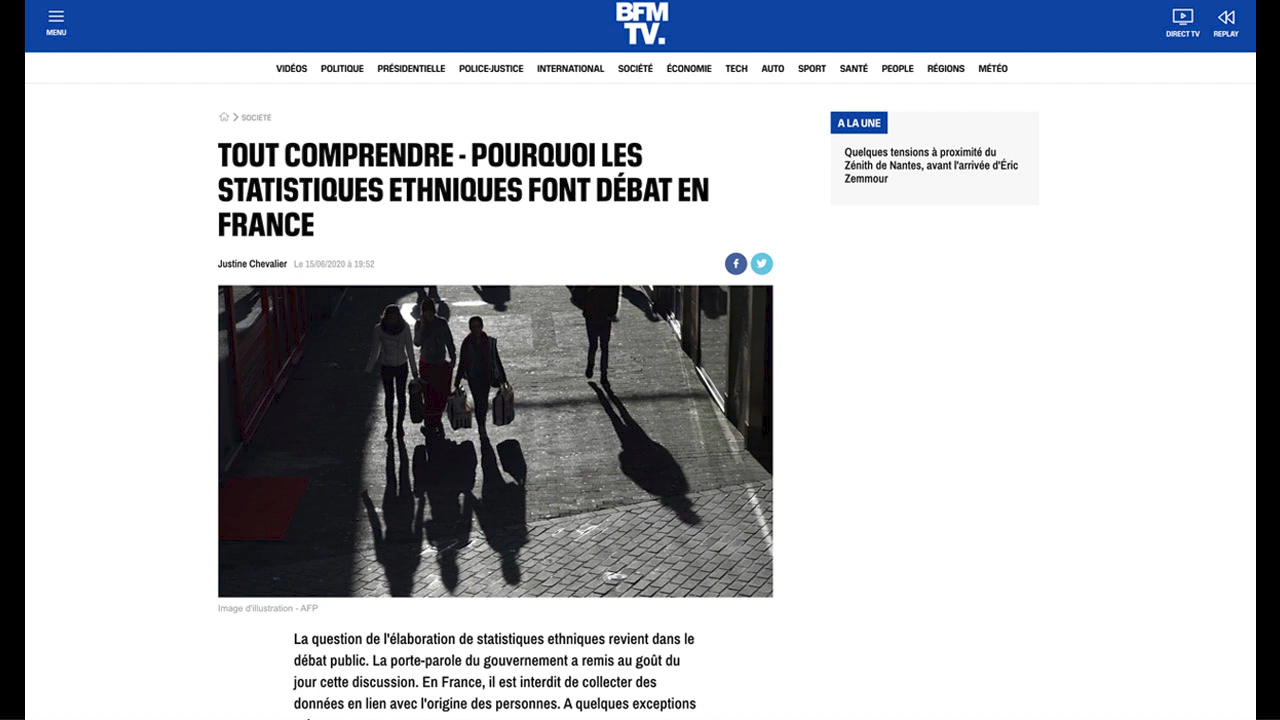 MENU
BFM
TV.
DIRECT TV
REPLAY
VIDÉOS POLITIQUE PRÉSIDENTIELLE POLICE-JUSTICE INTERNATIONAL SOCIÉTÉ ÉCONOMIE TECH AUTO SPORT SANTÉ PEOPLE RÉGIONS MÉTÉO
SOCIÉTÉ
TOUT COMPRENDRE - POURQUOI LES
STATISTIQUES ETHNIQUES FONT DÉBAT EN
FRANCE
Justine Chevalier Le 15/06/2020 à 19:52
Image d'illustration - AFP
La question de l'élaboration de statistiques ethniques revient dans le
débat public. La porte-parole du gouvernement a remis au goût du
jour cette discussion. En France, il est interdit de collecter des
données en lien avec l'origine des personnes. A quelques exceptions
A LA UNE
Quelques tensions à proximité du
Zénith de Nantes, avant l'arrivée d'Éric
Zemmour